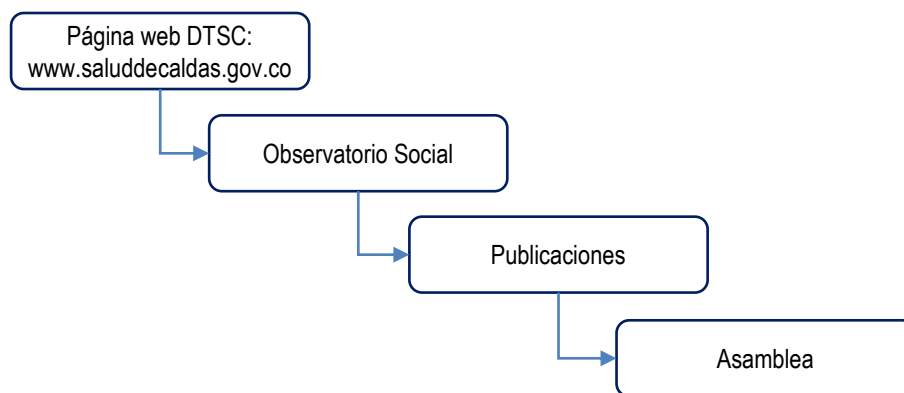 Página web DTSC:
www.saluddecaldas.gov.co
Observatorio Social
Publicaciones
Asamblea